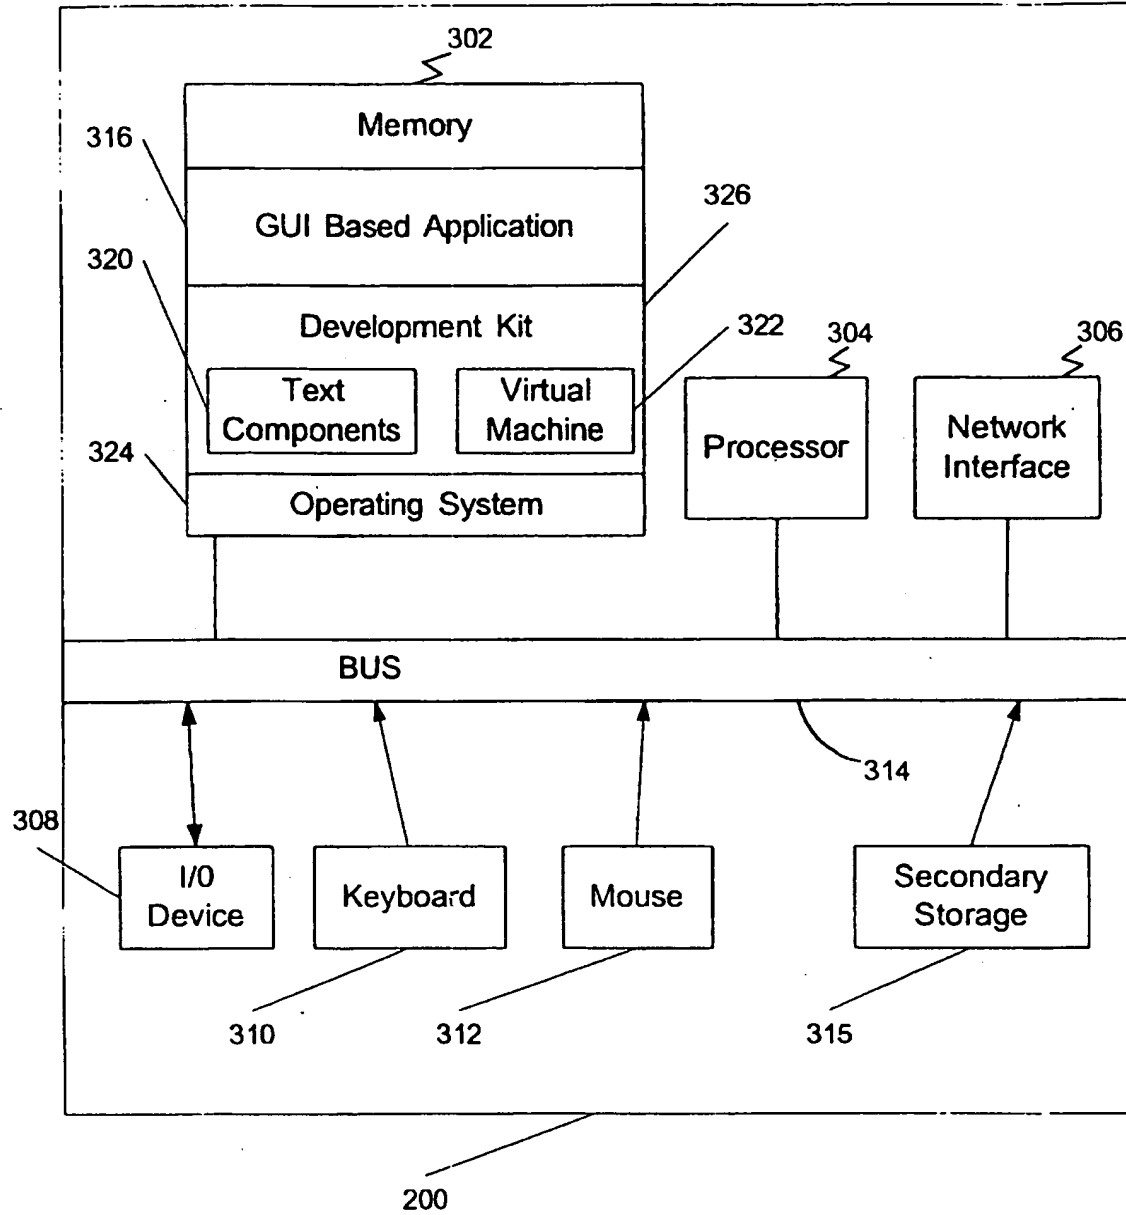 302
Memory
316
GUI Based Application
326
320
Development Kit
322
304
306
Text
Components
Virtual
Machine
Processor
Network
Interface
324
Operating System
BUS
314
308
I/0
Device
Keyboard
Mouse
Secondary
Storage
310
312
315
200